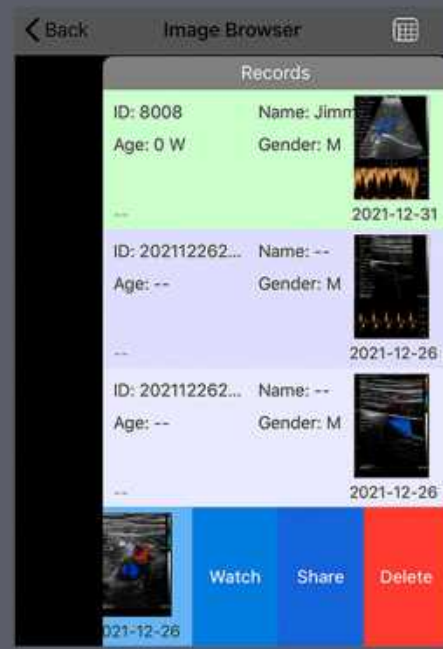 Back Image Browser
Records
ID: 8008 Name: Jimm
Age: 0 W Gender: M
-- 2021-12-31
ID: 202112262... Name: --
Age: -- Gender: M
-- 2021-12-26
ID: 202112262... Name: --
Age: -- Gender: M
-- 2021-12-26
Watch Share Delete
021-12-26